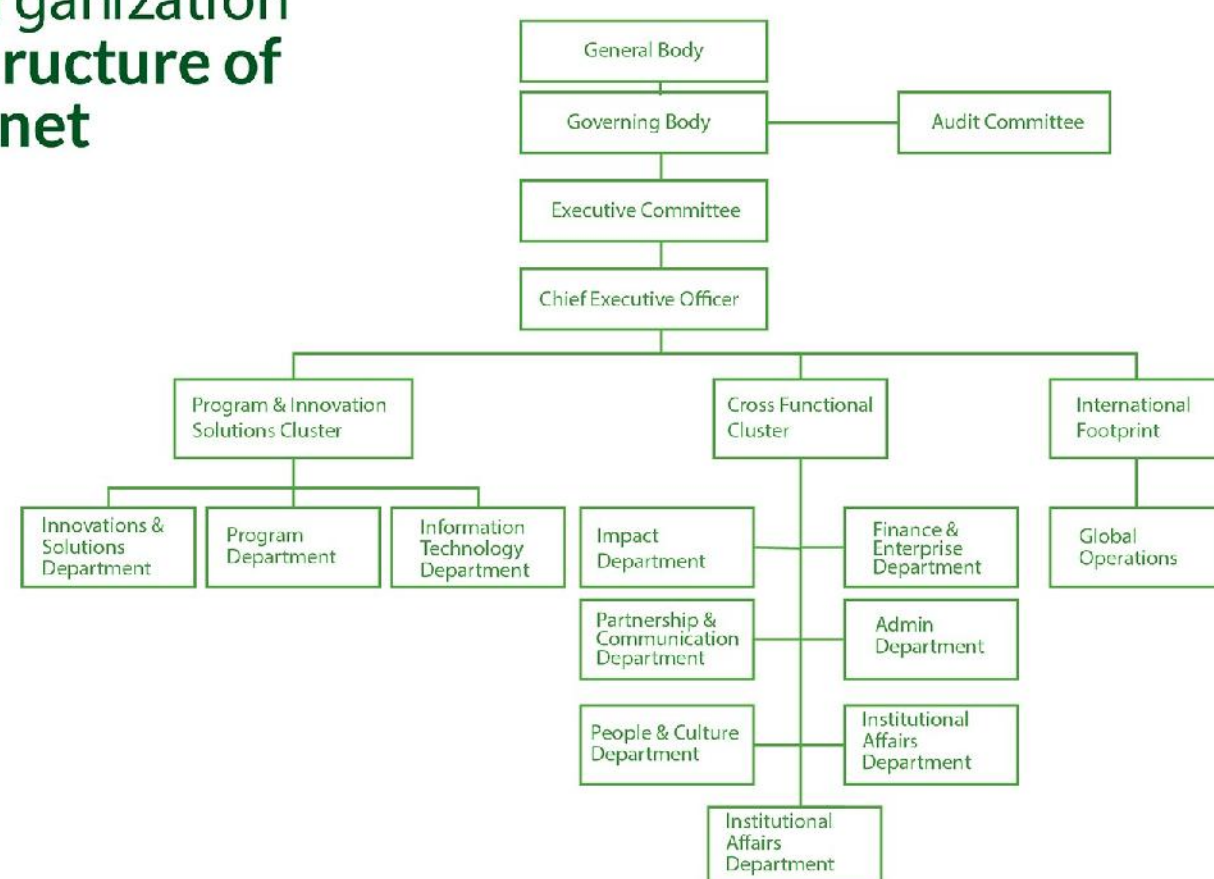 rganization
ructure of
net
General Body
Governing Body
Audit Committee
Executive Committee
Chief Executive Officer
Program & Innovation
Solutions Cluster
Cross Functional
Cluster
International
Footprint
Innovations &
Solutions
Department
Program
Department
Information
Technology
Department
Impact
Department
Finance &
Enterprise
Department
Global
Operations
Partnership &
Communication
Department
Admin
Department
People & Culture
Department
Institutional
Affairs
Department
Institutional
Affairs
Department